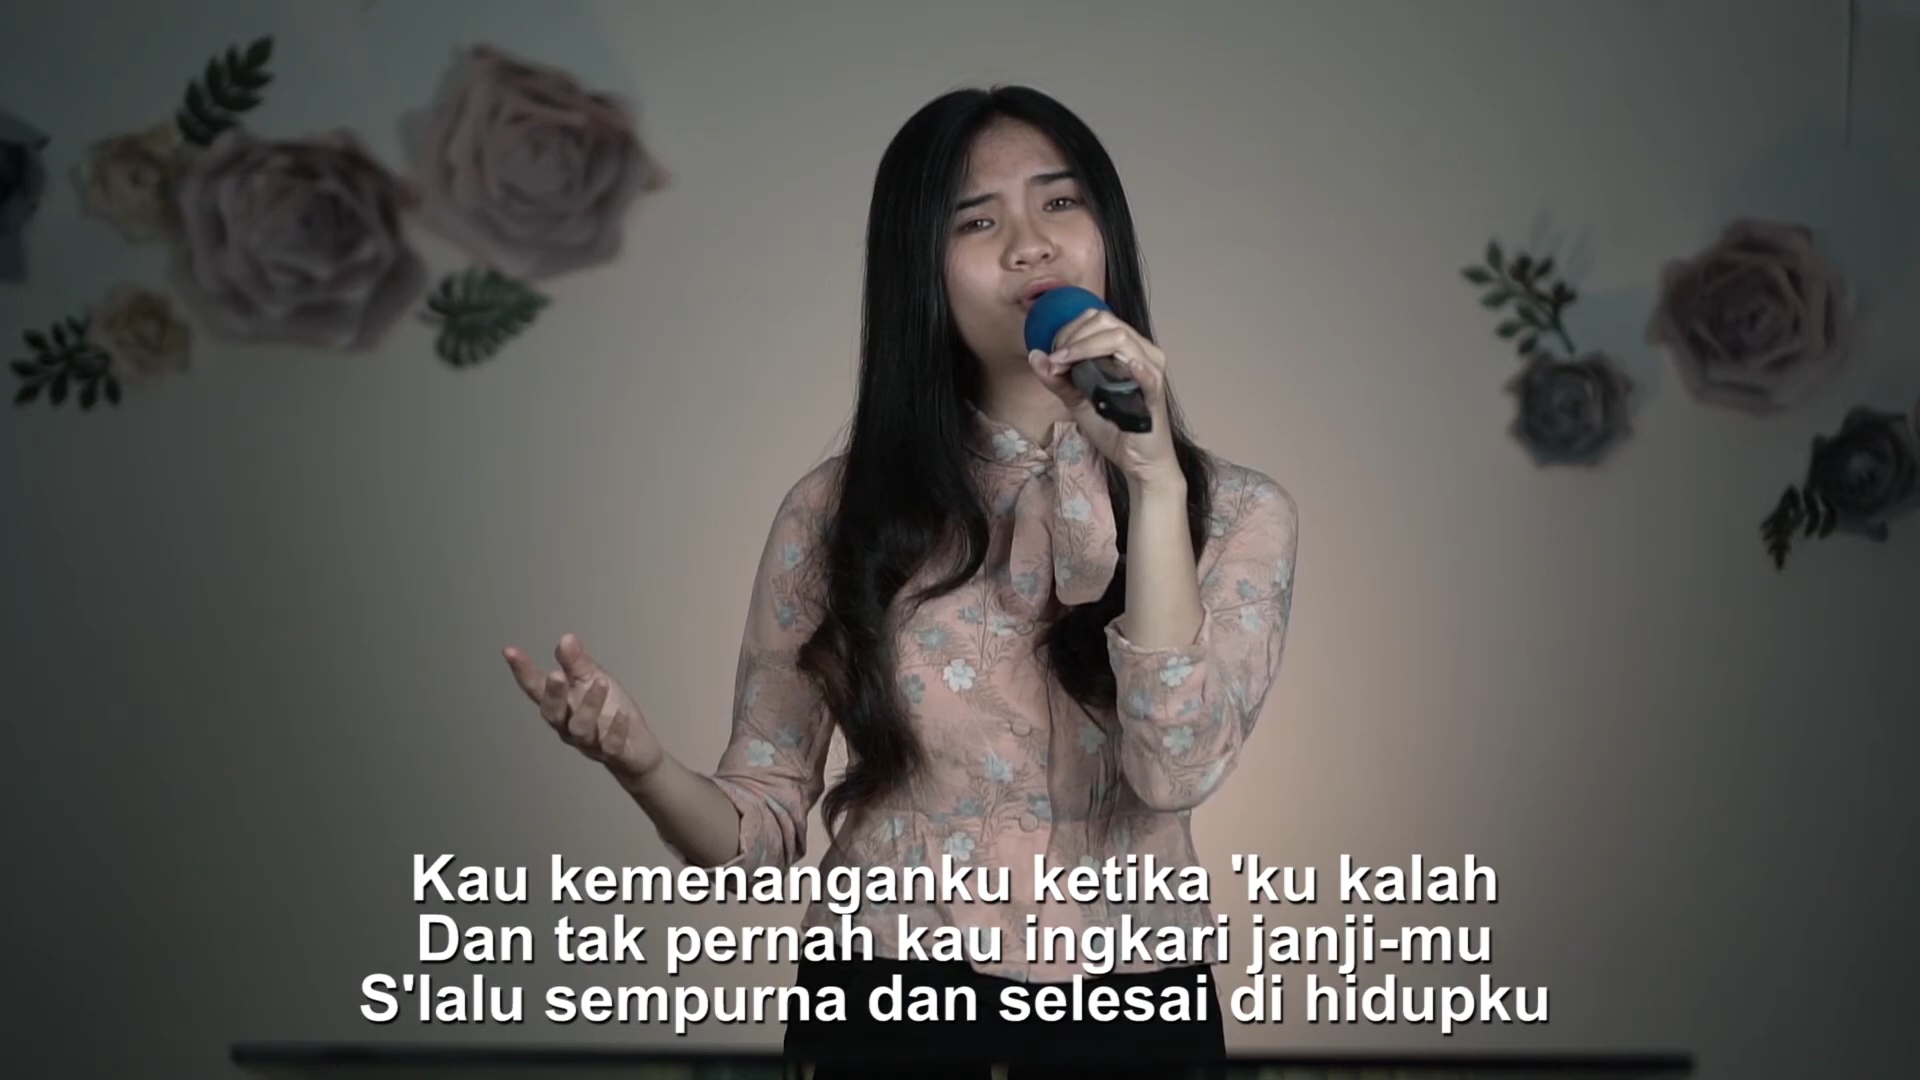 Kau kemenanganku ketika 'ku kalah
Dan tak pernah kau ingkari janji-mu
S'lalu sempurna dan selesai di hidupku